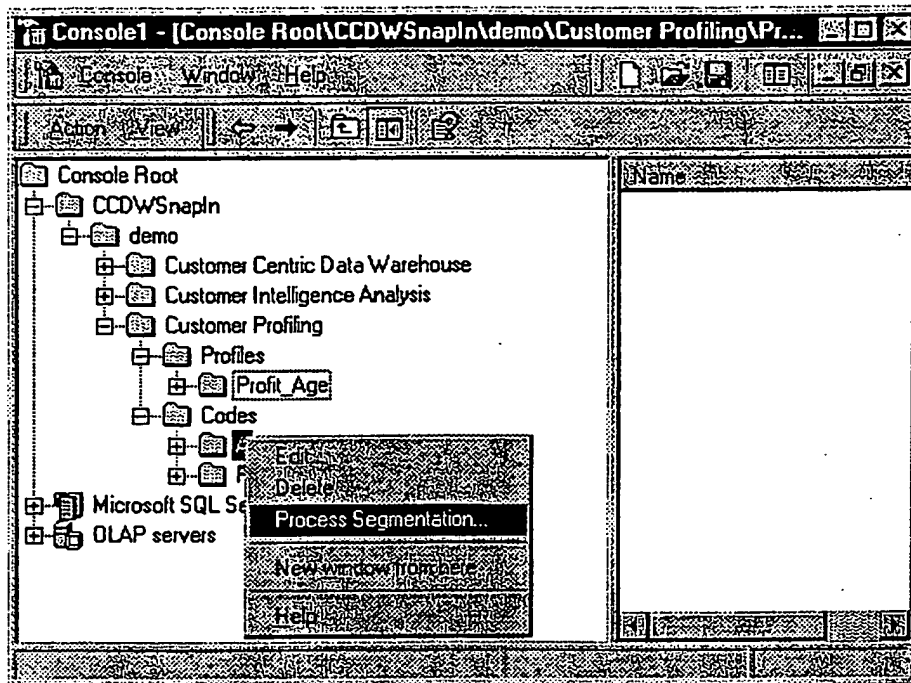 Console1 - [Console Root\CCDWSnapIn\demo\Customer Profiling\Pr...
Console Window Help
Action View
Console Root
CCDWSnapIn
demo
Customer Centric Data Warehouse
Customer Intelligence Analysis
Customer Profiling
Profiles
Profit_Age
Codes
Microsoft SQL Se
OLAP servers
Edit
Delete
Process Segmentation...
New window from here
Help
Name